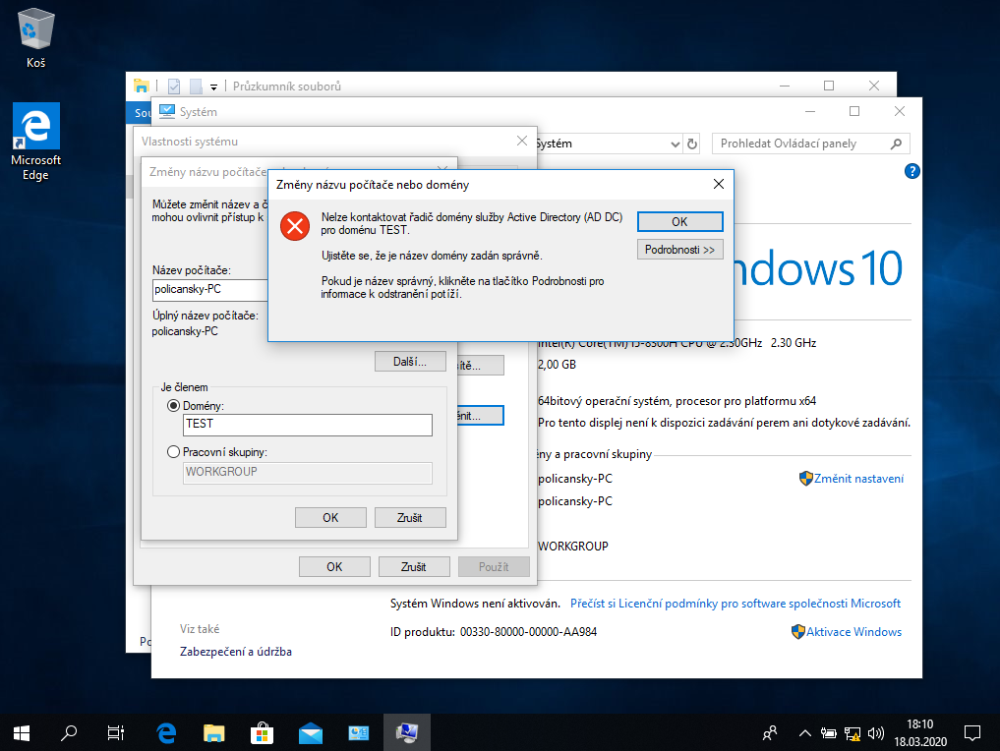 Koš
Microsoft
Edge
Průzkumník souborů
Sou
Systém
Vlastnosti systému
Systém
Prohledat Ovládací panely
Změny názvu počítače
Změny názvu počítače nebo domény
Můžete změnit název a č
mohou ovlivnit přístup k
Nelze kontaktovat řadič domény služby Active Directory (AD DC)
pro doménu TEST.
OK
Podrobnosti >>
Ujistěte se, že je název domény zadán správně.
Pokud je název správný, klikněte na tlačítko Podrobnosti pro
informace k odstranění potíží.
Název počítače:
policansky-PC
Úplný název počítače:
policansky-PC
ndows 10
Intel(R) Core(TM) i5-8300H CPU @ 2.30GHz 2.30 GHz
Další...
sítě...
2,00 GB
Je členem
Domény:
TEST
ěnit...
64bitový operační systém, procesor pro platformu x64
Pro tento displej není k dispozici zadávání perem ani dotykové zadávání.
Pracovní skupiny:
WORKGROUP
ény a pracovní skupiny
policansky-PC
Změnit nastavení
policansky-PC
OK
Zrušit
WORKGROUP
OK
Zrušit
Použít
Systém Windows není aktivován. Přečíst si Licenční podmínky pro software společnosti Microsoft
Viz také
ID produktu: 00330-80000-00000-AA984
Aktivace Windows
Po
Zabezpečení a údržba
18:10
18.03.2020